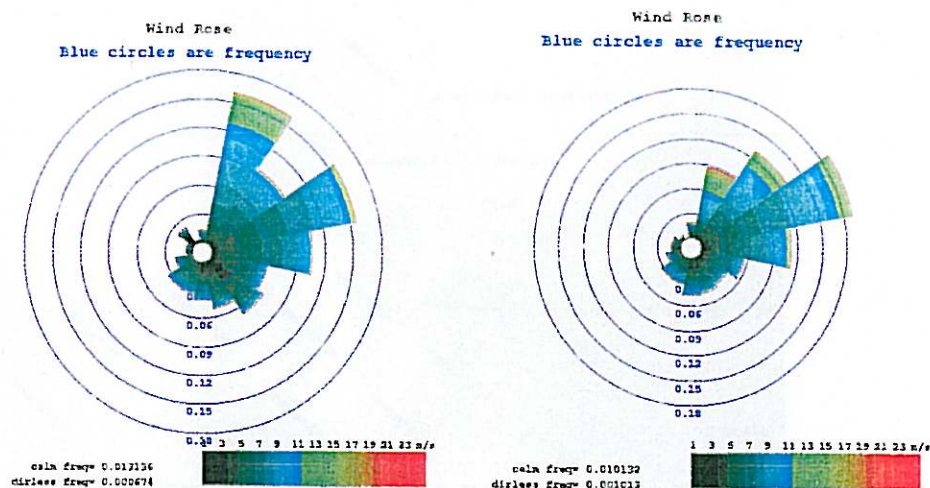 Wind Rose
Blue circles are frequency
0.06
0.09
0.12
0.15
3 5 7 9 11 13 15 17 19 21 23 m/s
calm freq= 0.012136
dirless freq= 0.000674
Wind Rose
Blue circles are frequency
0.06
0.09
0.12
0.15
0.18
1 3 5 7 9 11 13 15 17 19 21 23 m/s
calm freq= 0.010132
dirless freq= 0.001013